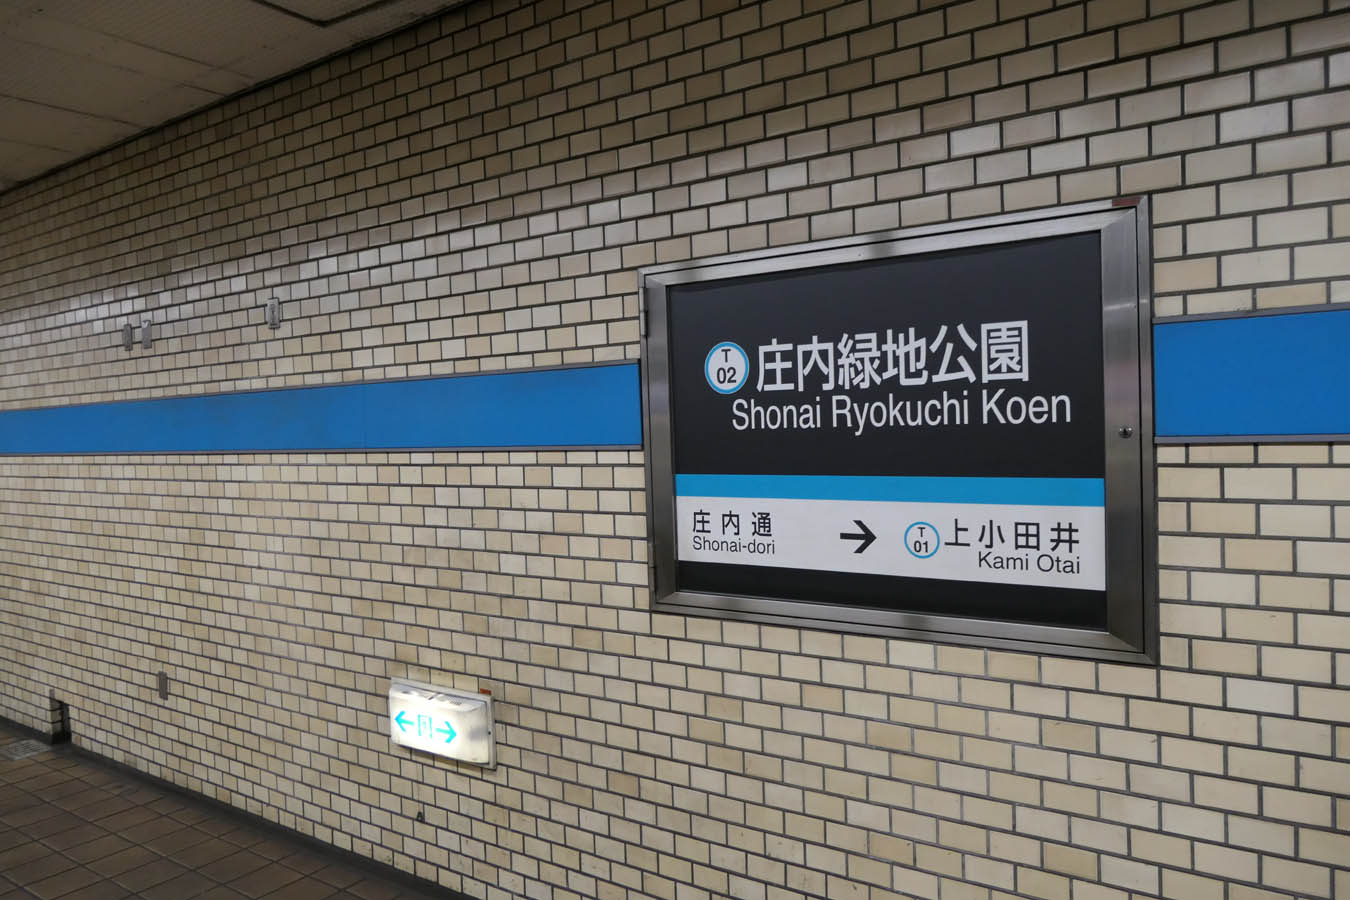 T
02
庄内緑地公園
Shonai Ryokuchi Koen
庄内通
Shonai-dori
→
T
01
上小田井
Kami Otai
← →